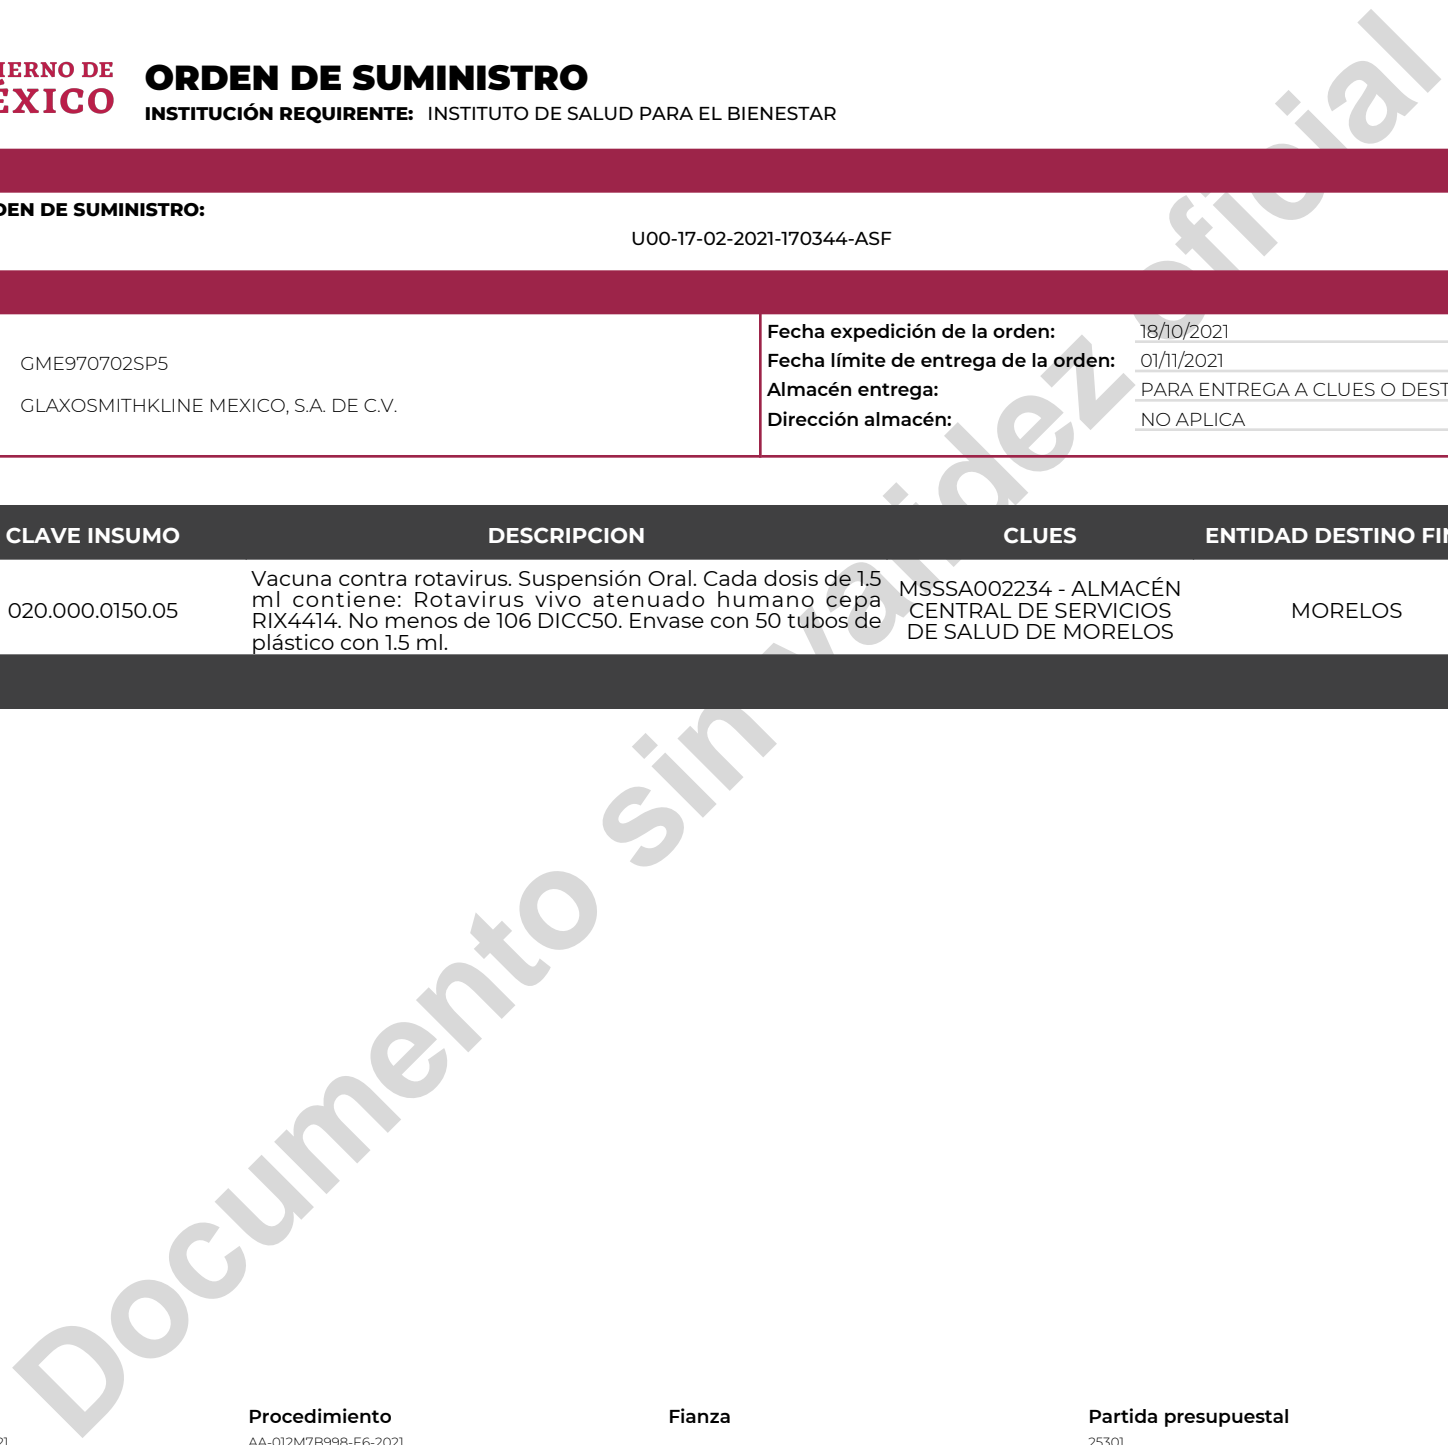 ORDEN DE SUMINISTRO
INSTITUCIÓN REQUIRENTE: INSTITUTO DE SALUD PARA EL BIENESTAR
DE SUMINISTRO:
U00-17-02-2021-170344-ASF
GME970702SP5
GLAXOSMITHKLINE MEXICO, S.A. DE C.V.
Fecha expedición de la orden: 18/10/2021
Fecha límite de entrega de la orden: 01/11/2021
Almacén entrega: PARA ENTREGA A CLUES O DEST
Dirección almacén: NO APLICA
CLAVE INSUMO DESCRIPCION CLUES ENTIDAD DESTINO
020.000.0150.05
Vacuna contra rotavirus. Suspensión Oral. Cada dosis de 1.5
ml contiene: Rotavirus vivo atenuado humano cepa
RIX4414. No menos de 106 DICC50. Envase con 50 tubos de
plástico con 1.5 ml.
MSSSA002234 - ALMACÉN
CENTRAL DE SERVICIOS
DE SALUD DE MORELOS
MORELOS
Documento sin validez oficial
Procedimiento Fianza Partida presupuestal
AA-012M7B998-E6-2021 25301